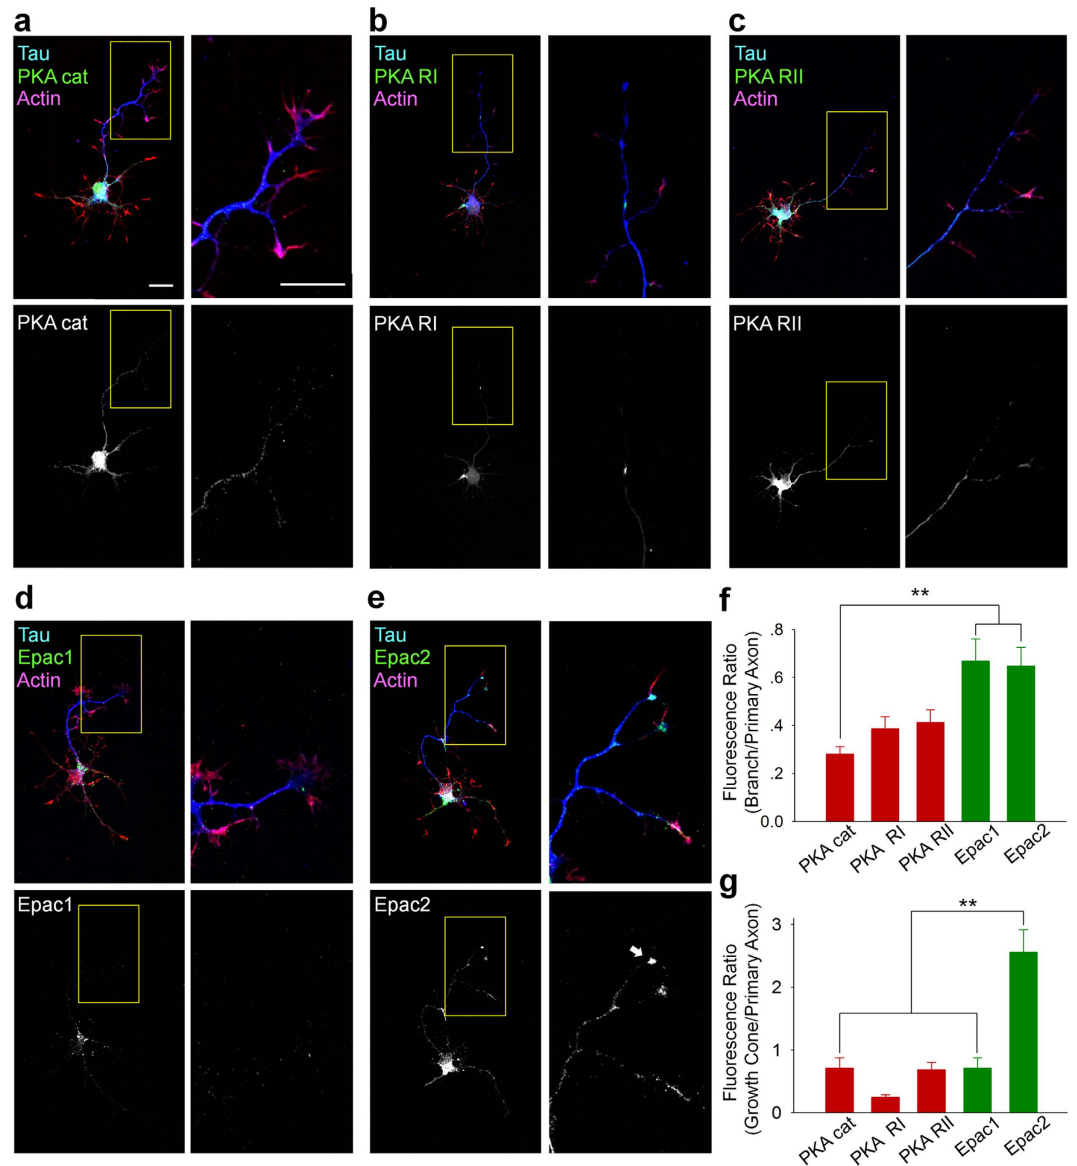 a
Tau
PKA cat
Actin
PKA cat
b
Tau
PKA RI
Actin
PKA RI
c
Tau
PKA RII
Actin
PKA RII
d
Tau
Epac1
Actin
Epac1
e
Tau
Epac2
Actin
Epac2
f
**
Fluorescence Ratio
(Branch/Primary Axon)
.8
.6
.4
.2
0.0
PKA cat
PKA RI
PKA RII
Epac1
Epac2
g
**
Fluorescence Ratio
(Growth Cone/Primary Axon)
3
2
1
0
PKA cat
PKA RI
PKA RII
Epac1
Epac2